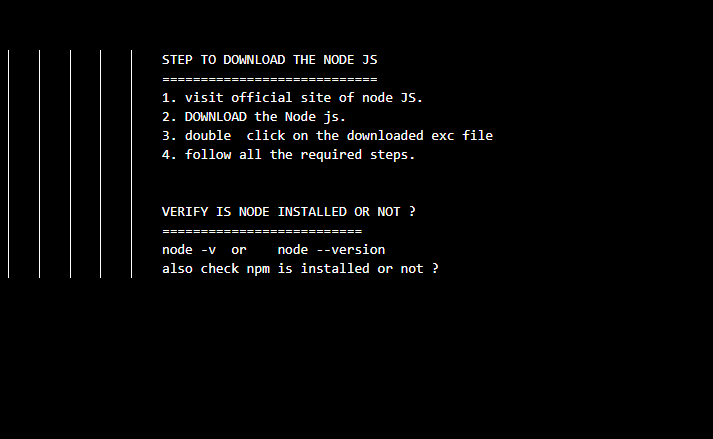 STEP TO DOWNLOAD THE NODE JS
============================
1. visit official site of node JS.
2. DOWNLOAD the Node js.
3. double  click on the downloaded exc file
4. follow all the required steps.
VERIFY IS NODE INSTALLED OR NOT ?
==========================
node -v  or    node --version
also check npm is installed or not ?